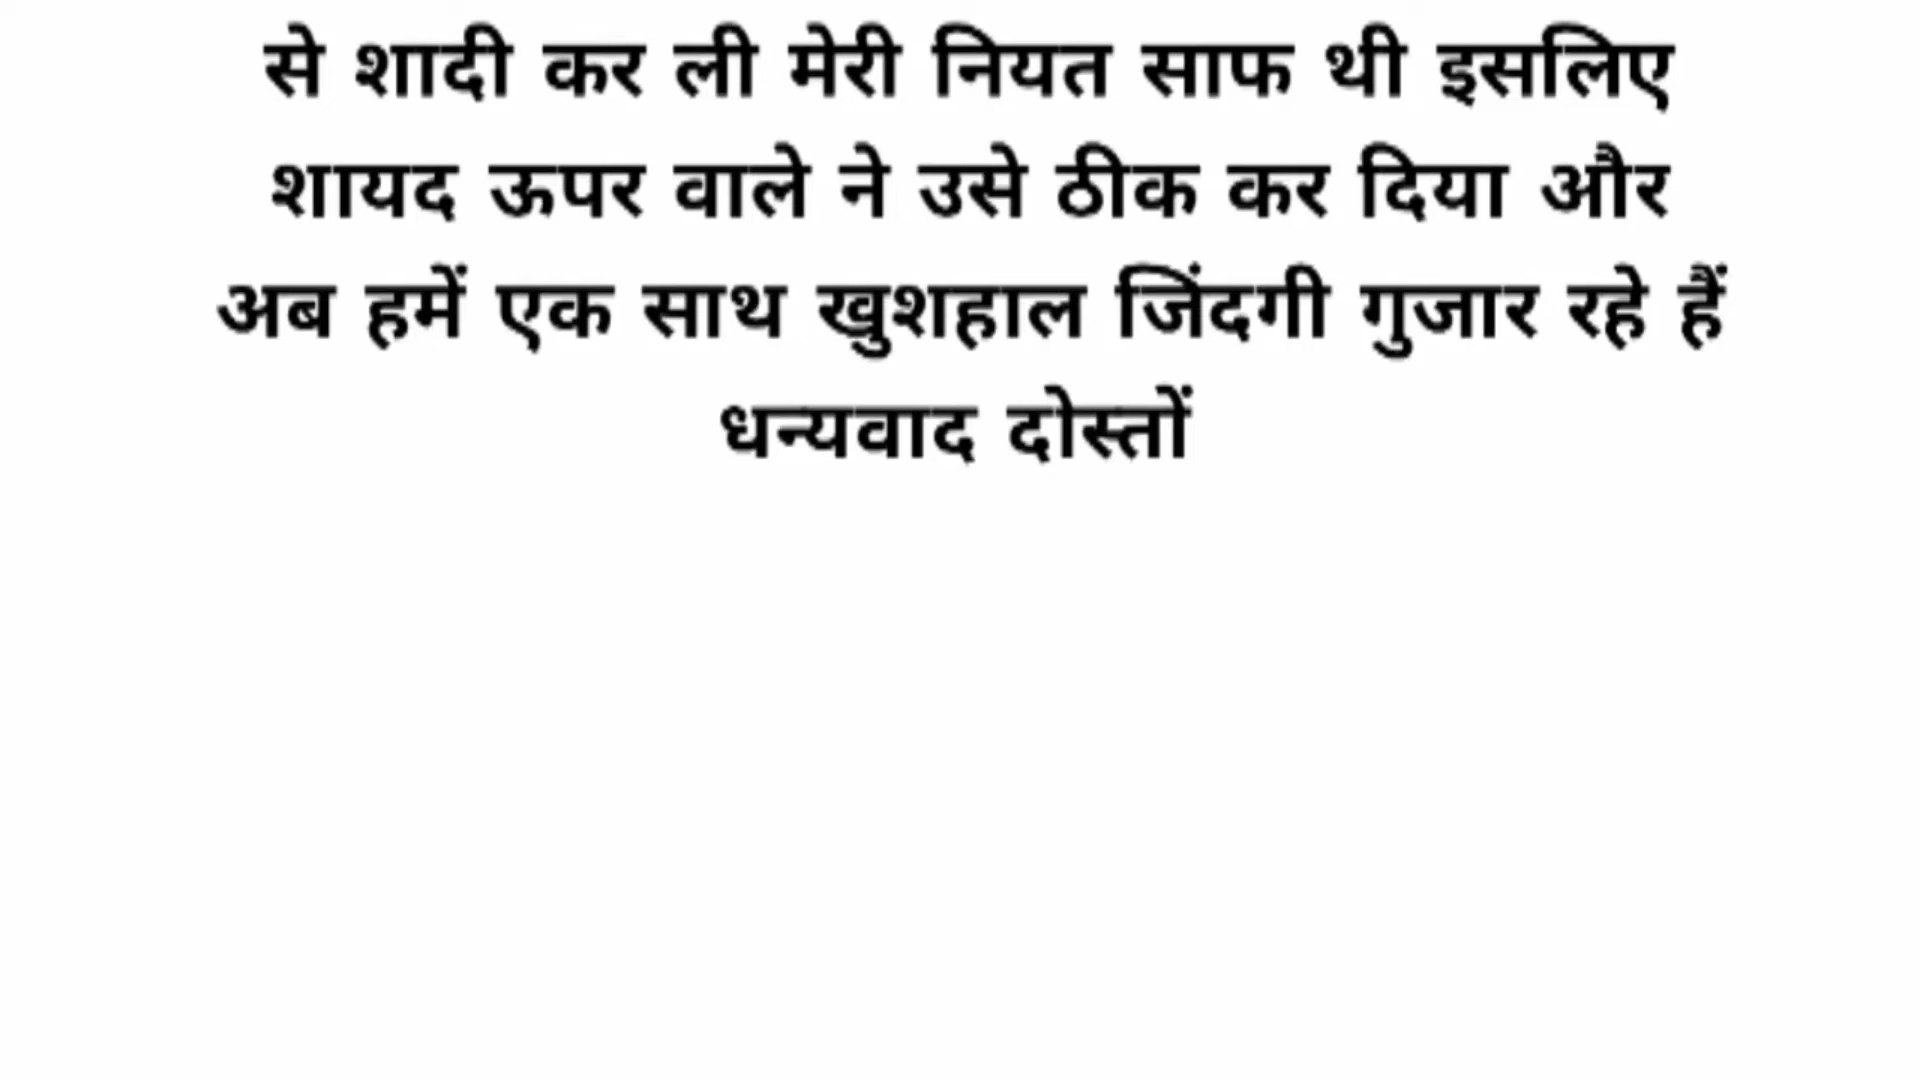 से शादी कर ली मेरी नियत साफ थी इसलिए
शायद ऊपर वाले ने उसे ठीक कर दिया और
अब हमें एक साथ खुशहाल जिंदगी गुजार रहे हैं
धन्यवाद दोस्तों